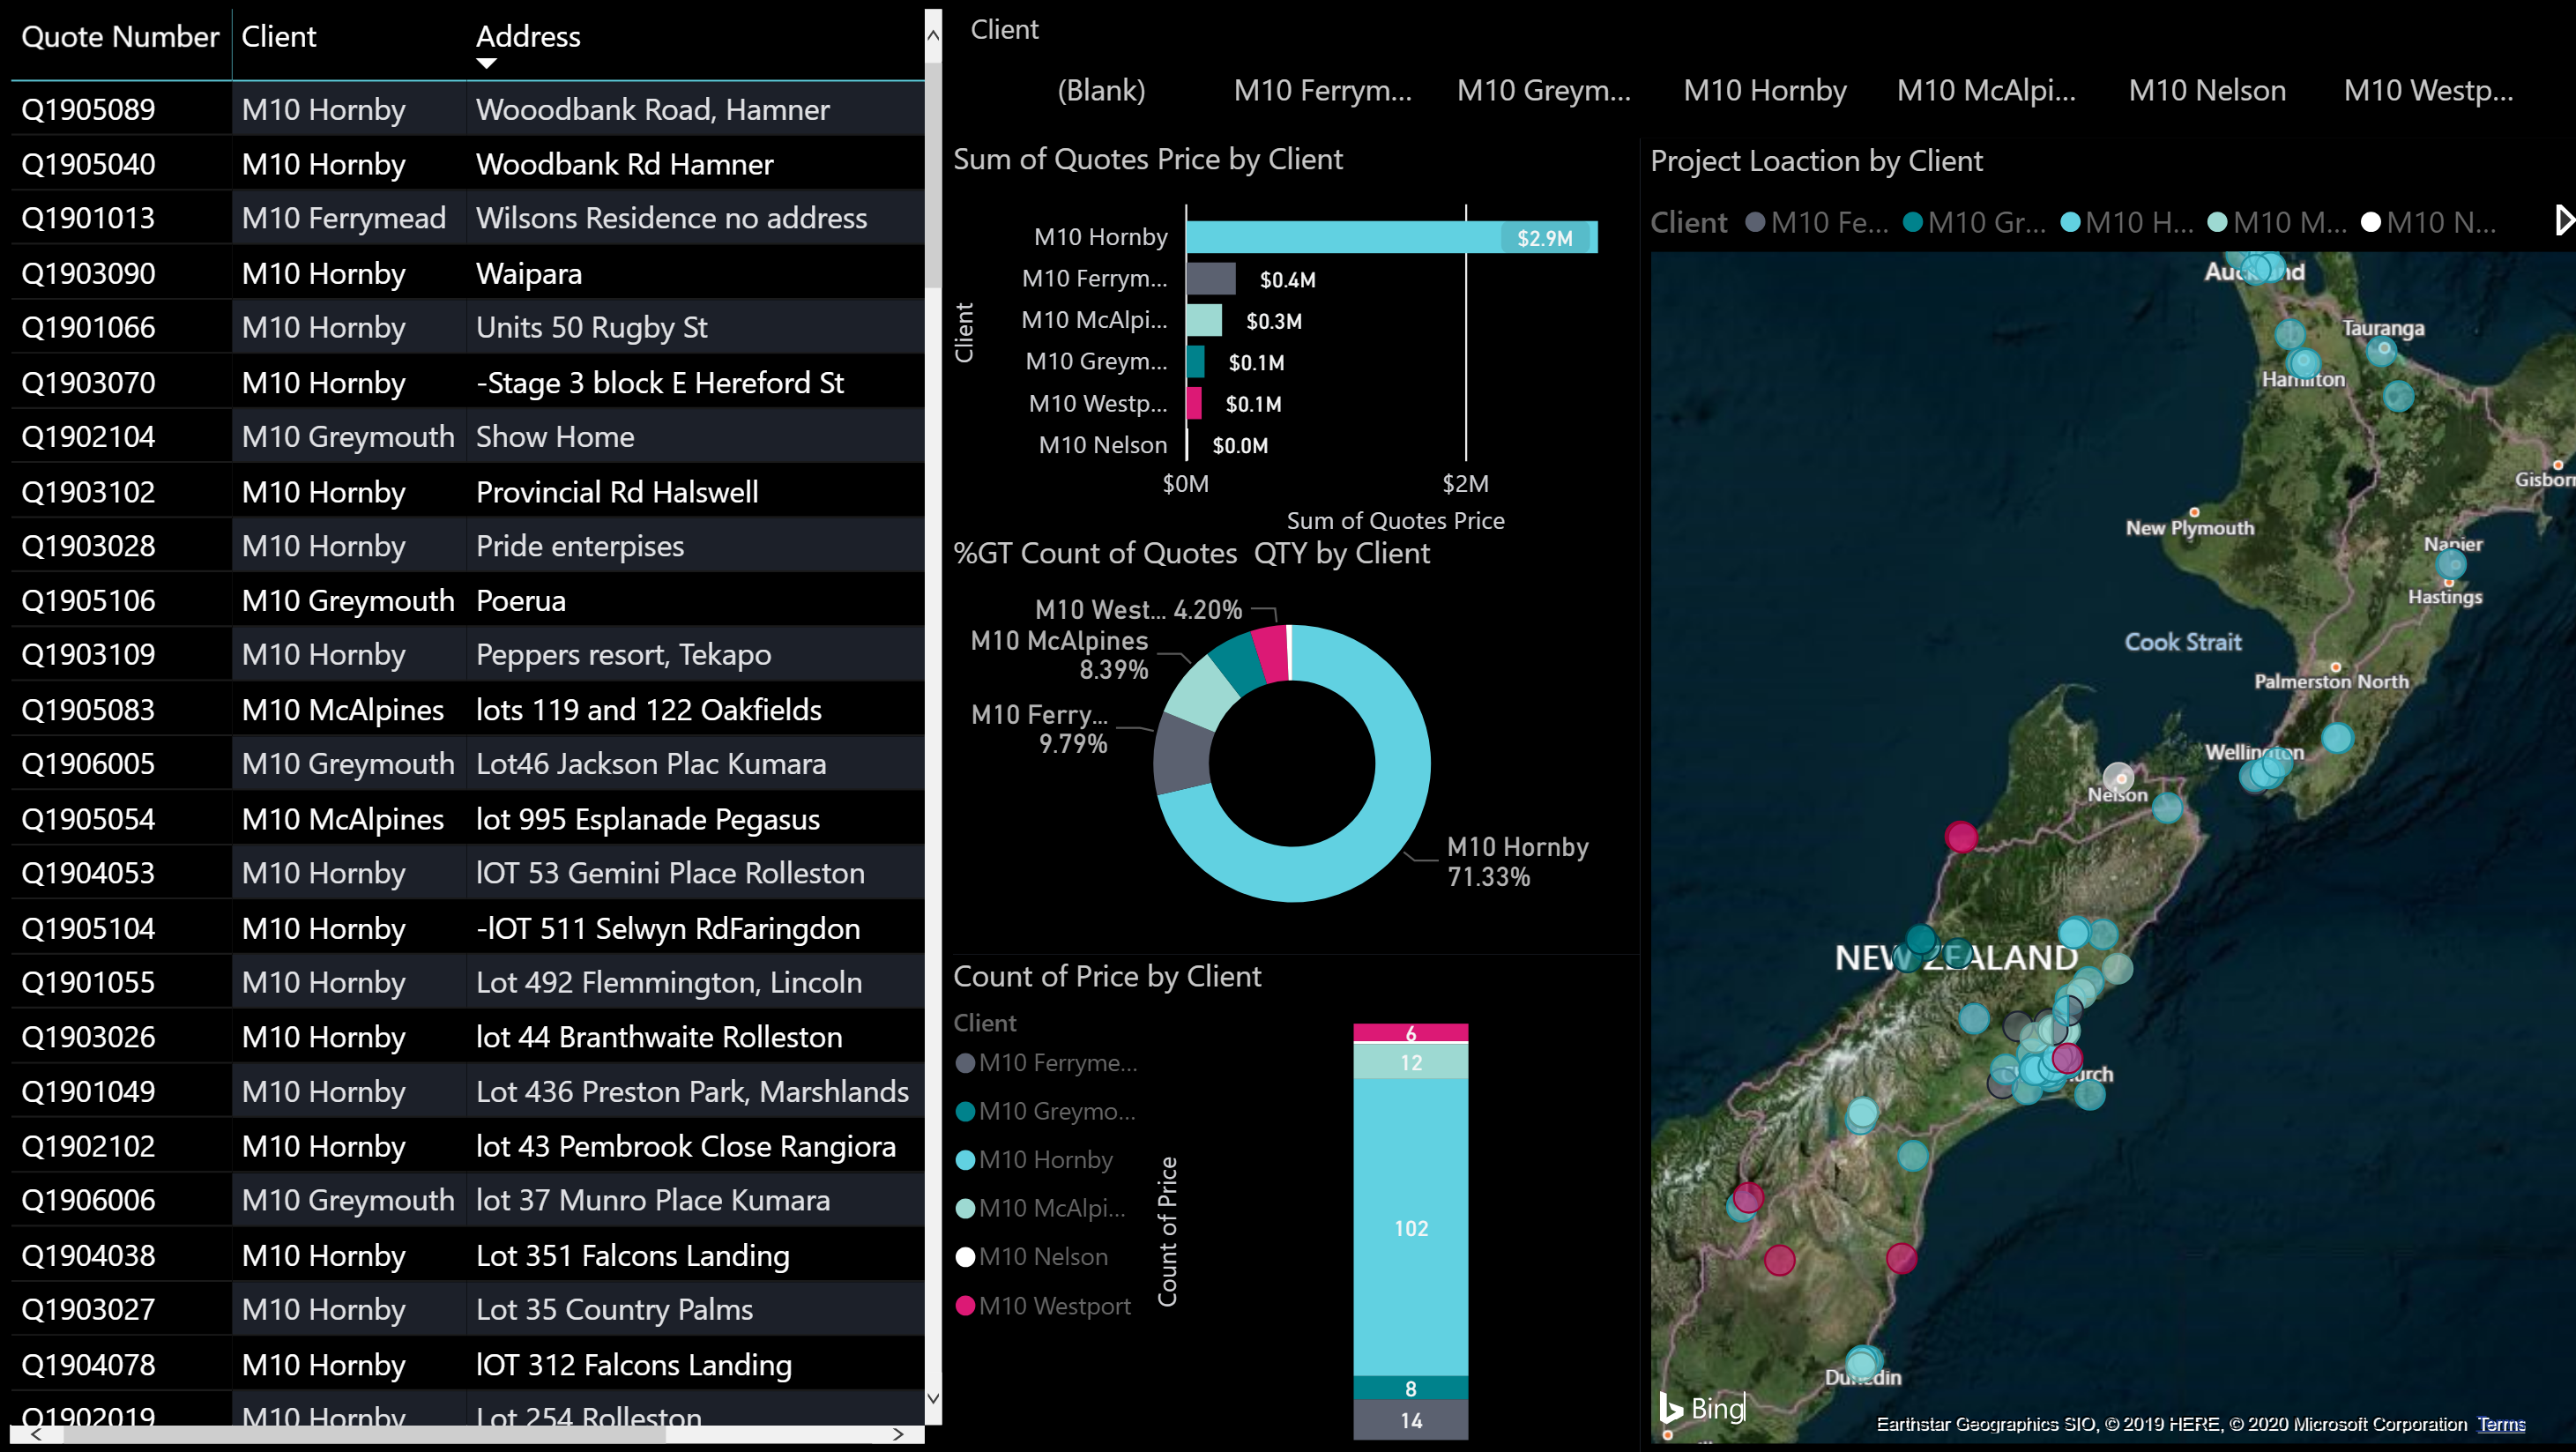 Quote Number Client Address
Q1905089 M10 Hornby Wooodbank Road, Hamner
Q1905040 M10 Hornby Woodbank Rd Hamner
Q1901013 M10 Ferrymead Wilsons Residence no address
Q1903090 M10 Hornby Waipara
Q1901066 M10 Hornby Units 50 Rugby St
Q1903070 M10 Hornby -Stage 3 block E Hereford St
Q1902104 M10 Greymouth Show Home
Q1903102 M10 Hornby Provincial Rd Halswell
Q1903028 M10 Hornby Pride enterpises
Q1905106 M10 Greymouth Poerua
Q1903109 M10 Hornby Peppers resort, Tekapo
Q1905083 M10 McAlpines lots 119 and 122 Oakfields
Q1906005 M10 Greymouth Lot46 Jackson Plac Kumara
Q1905054 M10 McAlpines lot 995 Esplanade Pegasus
Q1904053 M10 Hornby lOT 53 Gemini Place Rolleston
Q1905104 M10 Hornby -lOT 511 Selwyn RdFaringdon
Q1901055 M10 Hornby Lot 492 Flemmington, Lincoln
Q1903026 M10 Hornby lot 44 Branthwaite Rolleston
Q1901049 M10 Hornby Lot 436 Preston Park, Marshlands
Q1902102 M10 Hornby lot 43 Pembrook Close Rangiora
Q1906006 M10 Greymouth lot 37 Munro Place Kumara
Q1904038 M10 Hornby Lot 351 Falcons Landing
Q1903027 M10 Hornby Lot 35 Country Palms
Q1904078 M10 Hornby lOT 312 Falcons Landing
Q1902019 M10 Hornby Lot 254 Rolleston
Client
(Blank) M10 Ferrym... M10 Greym... M10 Hornby M10 McAlpi... M10 Nelson M10 Westp...
Sum of Quotes Price by Client
Client
M10 Hornby $2.9M
M10 Ferrym... $0.4M
M10 McAlpi... $0.3M
M10 Greym... $0.1M
M10 Westp... $0.1M
M10 Nelson $0.0M
$0M $2M
Sum of Quotes Price
%GT Count of Quotes QTY by Client
M10 West... 4.20%
M10 McAlpines
8.39%
M10 Ferry...
9.79%
M10 Hornby
71.33%
Count of Price by Client
Client
M10 Ferryme...
M10 Greymo...
M10 Hornby
M10 McAlpi...
M10 Nelson
M10 Westport
Count of Price
6
12
102
8
14
Project Loaction by Client
Client M10 Fe... M10 Gr... M10 H... M10 M... M10 N...
Tauranga
Hamilton
New Plymouth
Napier
Hastings
Cook Strait
Palmerston North
Wellington
Nelson
NEW ZEALAND
Dunedin
Bing
Earthstar Geographics SIO, © 2019 HERE, © 2020 Microsoft Corporation Terms